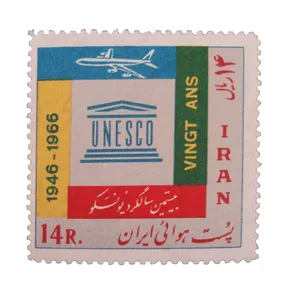 ۱۴ ریال
UNESCO
1946-1966
VINGT ANS
IRAN
بیستمین سالگرد یونسکو
14R.
پست هوائی ایران